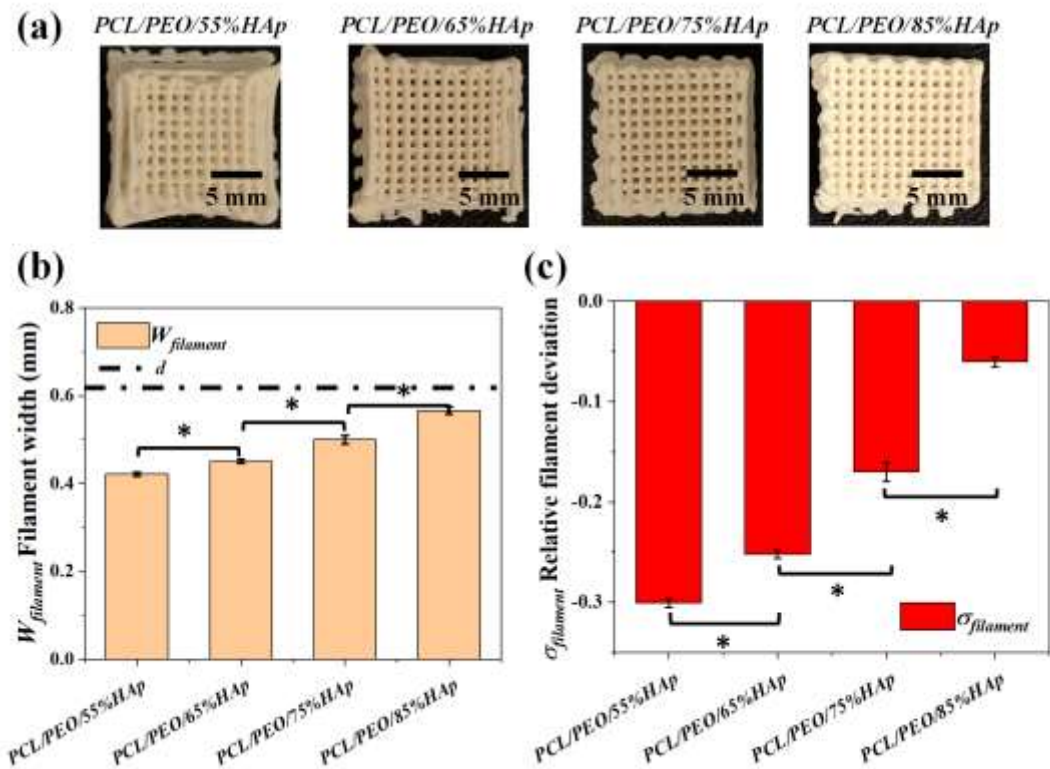 (a)
PCL/PEO/55%HAp PCL/PEO/65%HAp PCL/PEO/75%HAp PCL/PEO/85%HAp
5 mm 5 mm 5 mm 5 mm
(b)
W filament Filament width (mm)
0.8
0.6
0.4
0.2
0.0
W filament
d
* * *
PCL/PEO/55%HAp PCL/PEO/65%HAp PCL/PEO/75%HAp PCL/PEO/85%HAp
(c)
σ filament Relative filament deviation
0.0
-0.1
-0.2
-0.3
* * *
σ filament
PCL/PEO/55%HAp PCL/PEO/65%HAp PCL/PEO/75%HAp PCL/PEO/85%HAp